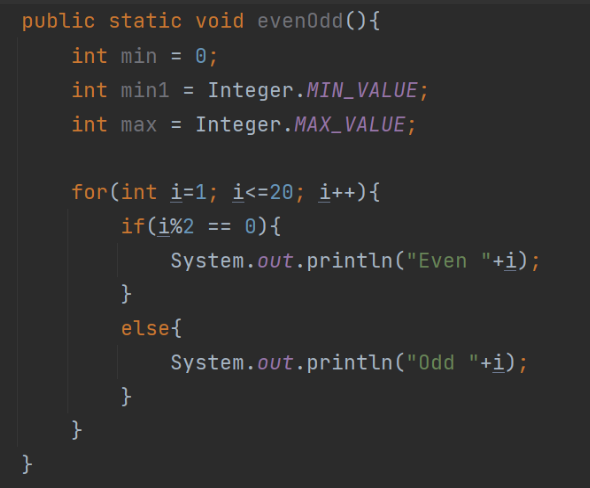 public static void evenOdd(){
    int min = 0;
    int min1 = Integer.MIN_VALUE;
    int max = Integer.MAX_VALUE;

    for(int i=1; i<=20; i++){
        if(i%2 == 0){
            System.out.println("Even "+i);
        }
        else{
            System.out.println("Odd "+i);
        }
    }
}